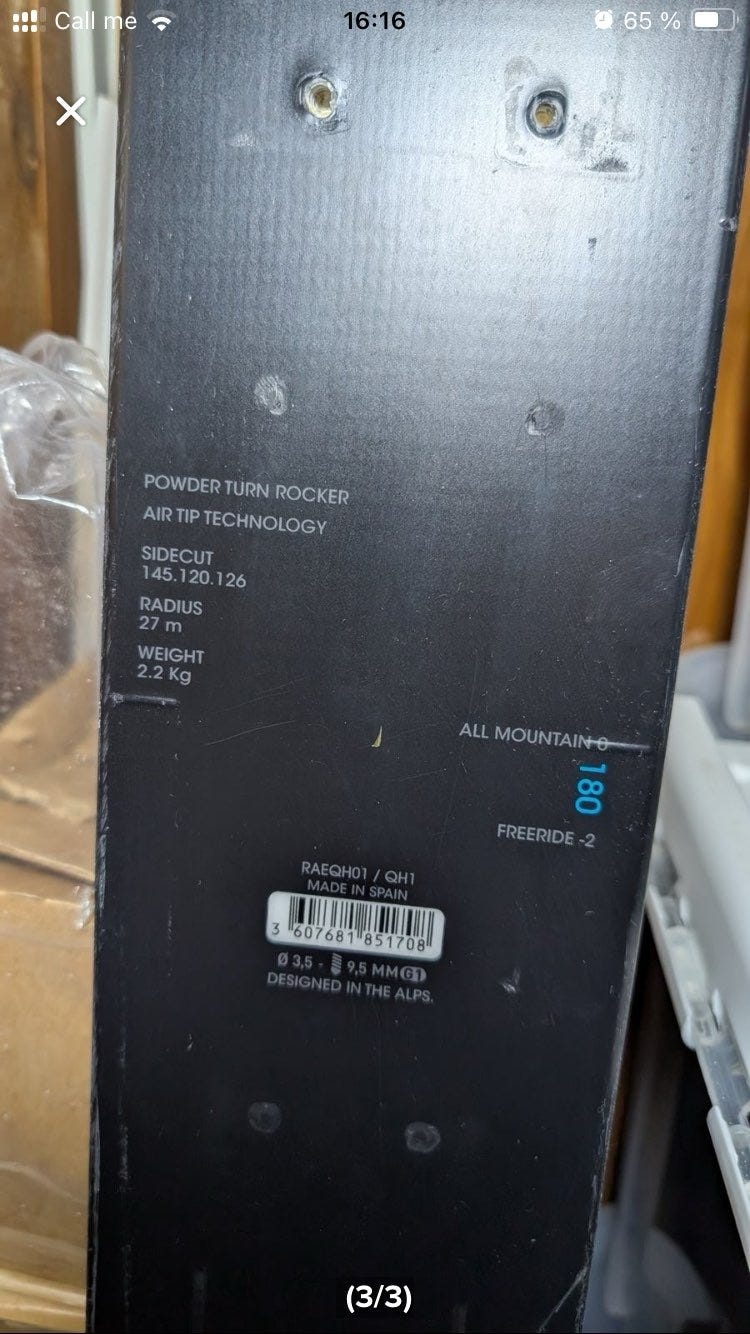 Call me
16:16
65 %
POWDER TURN ROCKER
AIR TIP TECHNOLOGY
SIDECUT
145.120.126
RADIUS
27 m
WEIGHT
2.2 Kg
ALL MOUNTAIN 0
180
FREERIDE -2
RAEQH01 / QH1
MADE IN SPAIN
3 607681 851708
Ø 3,5 - 9,5 MM G1
DESIGNED IN THE ALPS.
(3/3)